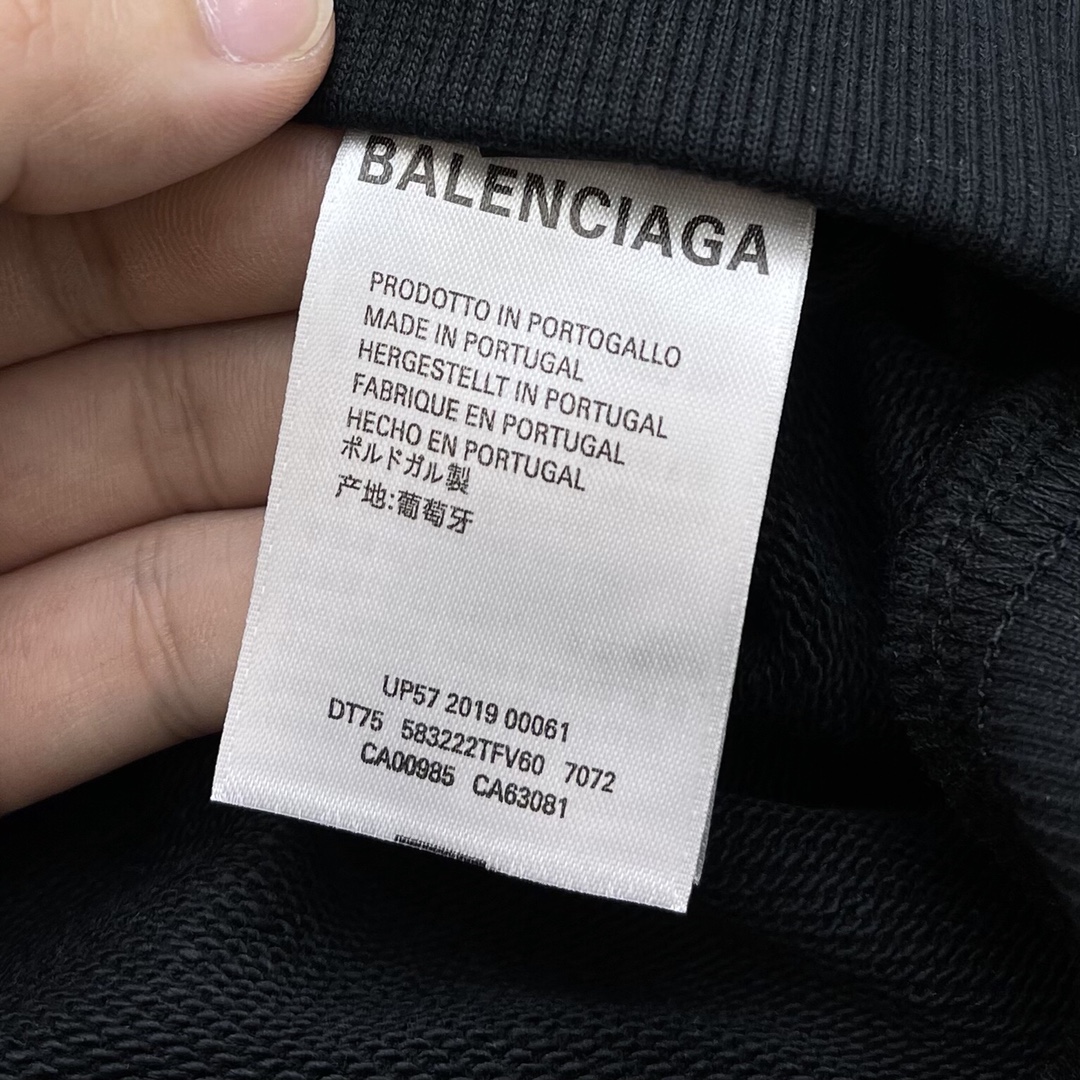 BALENCIAGA
PRODOTTO IN PORTOGALLO
MADE IN PORTUGAL
HERGESTELLT IN PORTUGAL
FABRIQUE EN PORTUGAL
HECHO EN PORTUGAL
ポルドガル製
产地:葡萄牙
UP57 2019 00061
DT75 583222TFV60 7072
CA00985 CA63081